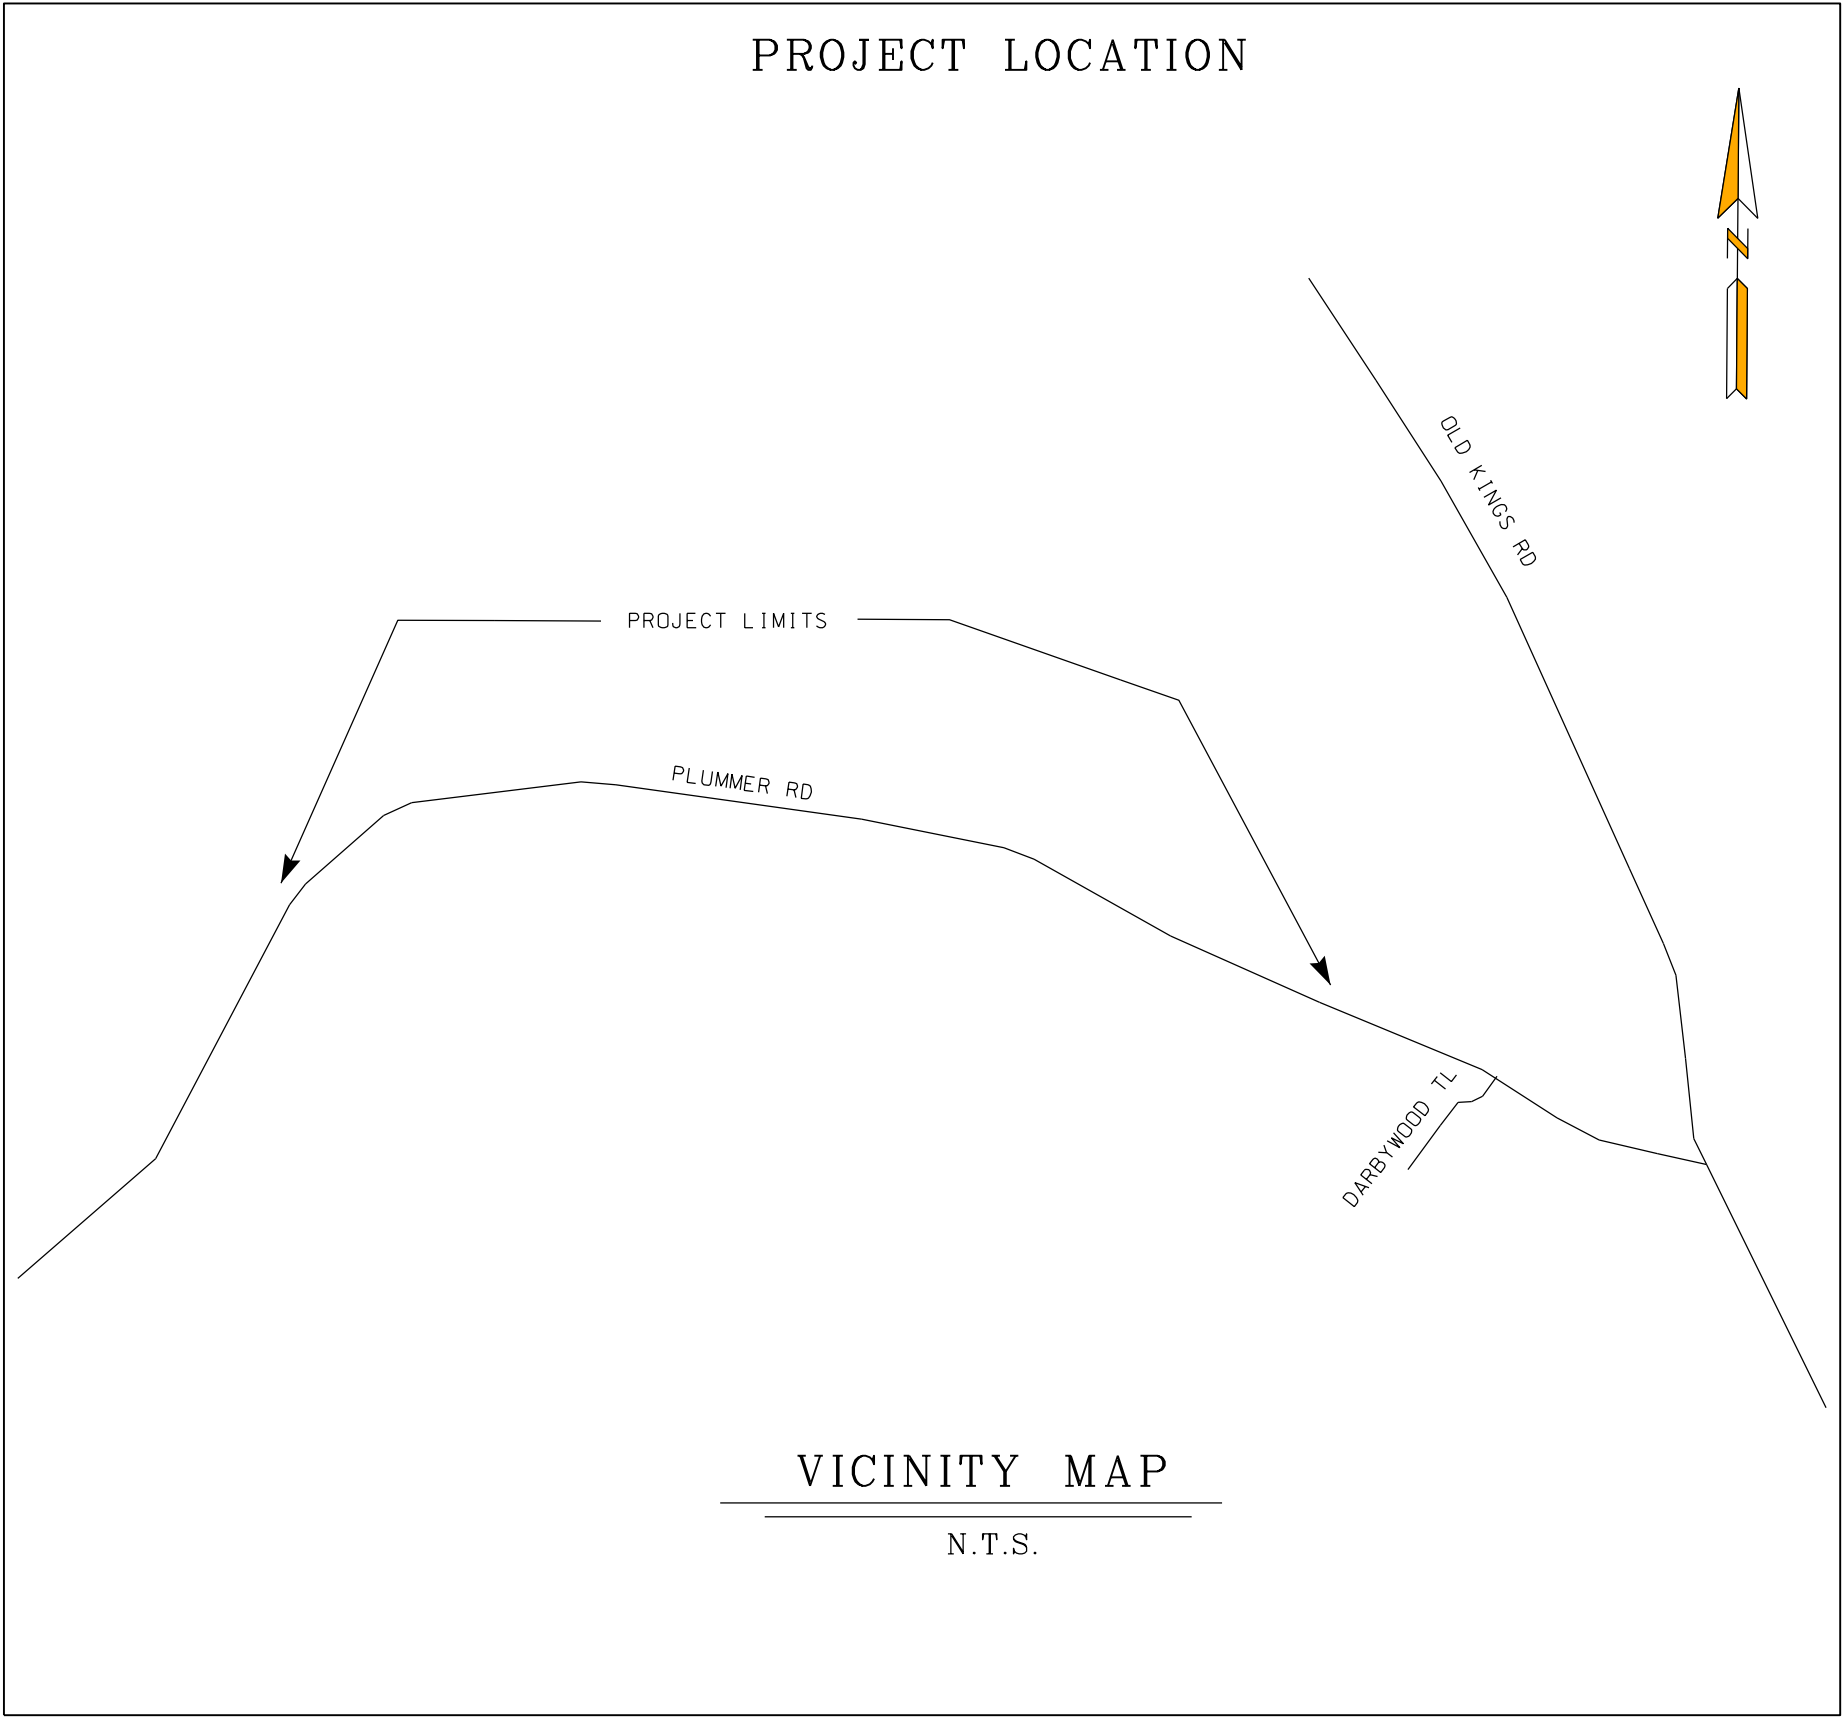 PROJECT LOCATION
N
OLD KINGS RD
PROJECT LIMITS
PLUMMER RD
DARBYWOOD TL
VICINITY MAP
N.T.S.